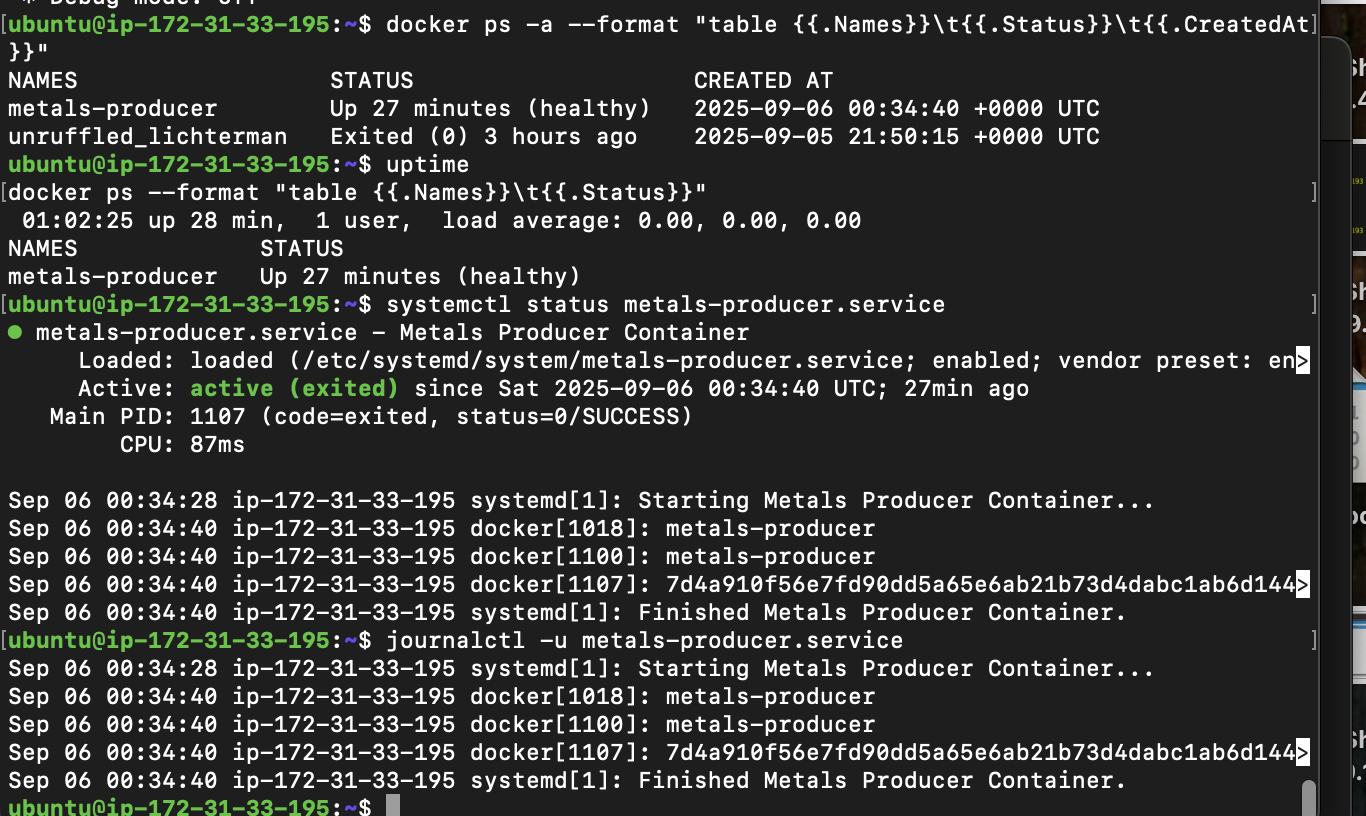 [ubuntu@ip-172-31-33-195:~$ docker ps -a --format "table {{.Names}}\t{{.Status}}\t{{.CreatedAt]
}}"
NAMES STATUS CREATED AT
metals-producer Up 27 minutes (healthy) 2025-09-06 00:34:40 +0000 UTC
unruffled_lichterman Exited (0) 3 hours ago 2025-09-05 21:50:15 +0000 UTC
ubuntu@ip-172-31-33-195:~$ uptime
[docker ps --format "table {{.Names}}\t{{.Status}}" ]
01:02:25 up 28 min, 1 user, load average: 0.00, 0.00, 0.00
NAMES STATUS
metals-producer Up 27 minutes (healthy)
[ubuntu@ip-172-31-33-195:~$ systemctl status metals-producer.service ]
● metals-producer.service - Metals Producer Container
Loaded: loaded (/etc/systemd/system/metals-producer.service; enabled; vendor preset: en>
Active: active (exited) since Sat 2025-09-06 00:34:40 UTC; 27min ago
Main PID: 1107 (code=exited, status=0/SUCCESS)
CPU: 87ms
Sep 06 00:34:28 ip-172-31-33-195 systemd[1]: Starting Metals Producer Container...
Sep 06 00:34:40 ip-172-31-33-195 docker[1018]: metals-producer
Sep 06 00:34:40 ip-172-31-33-195 docker[1100]: metals-producer
Sep 06 00:34:40 ip-172-31-33-195 docker[1107]: 7d4a910f56e7fd90dd5a65e6ab21b73d4dabc1ab6d144>
Sep 06 00:34:40 ip-172-31-33-195 systemd[1]: Finished Metals Producer Container.
[ubuntu@ip-172-31-33-195:~$ journalctl -u metals-producer.service ]
Sep 06 00:34:28 ip-172-31-33-195 systemd[1]: Starting Metals Producer Container...
Sep 06 00:34:40 ip-172-31-33-195 docker[1018]: metals-producer
Sep 06 00:34:40 ip-172-31-33-195 docker[1100]: metals-producer
Sep 06 00:34:40 ip-172-31-33-195 docker[1107]: 7d4a910f56e7fd90dd5a65e6ab21b73d4dabc1ab6d144>
Sep 06 00:34:40 ip-172-31-33-195 systemd[1]: Finished Metals Producer Container.
ubuntu@ip-172-31-33-195:~$